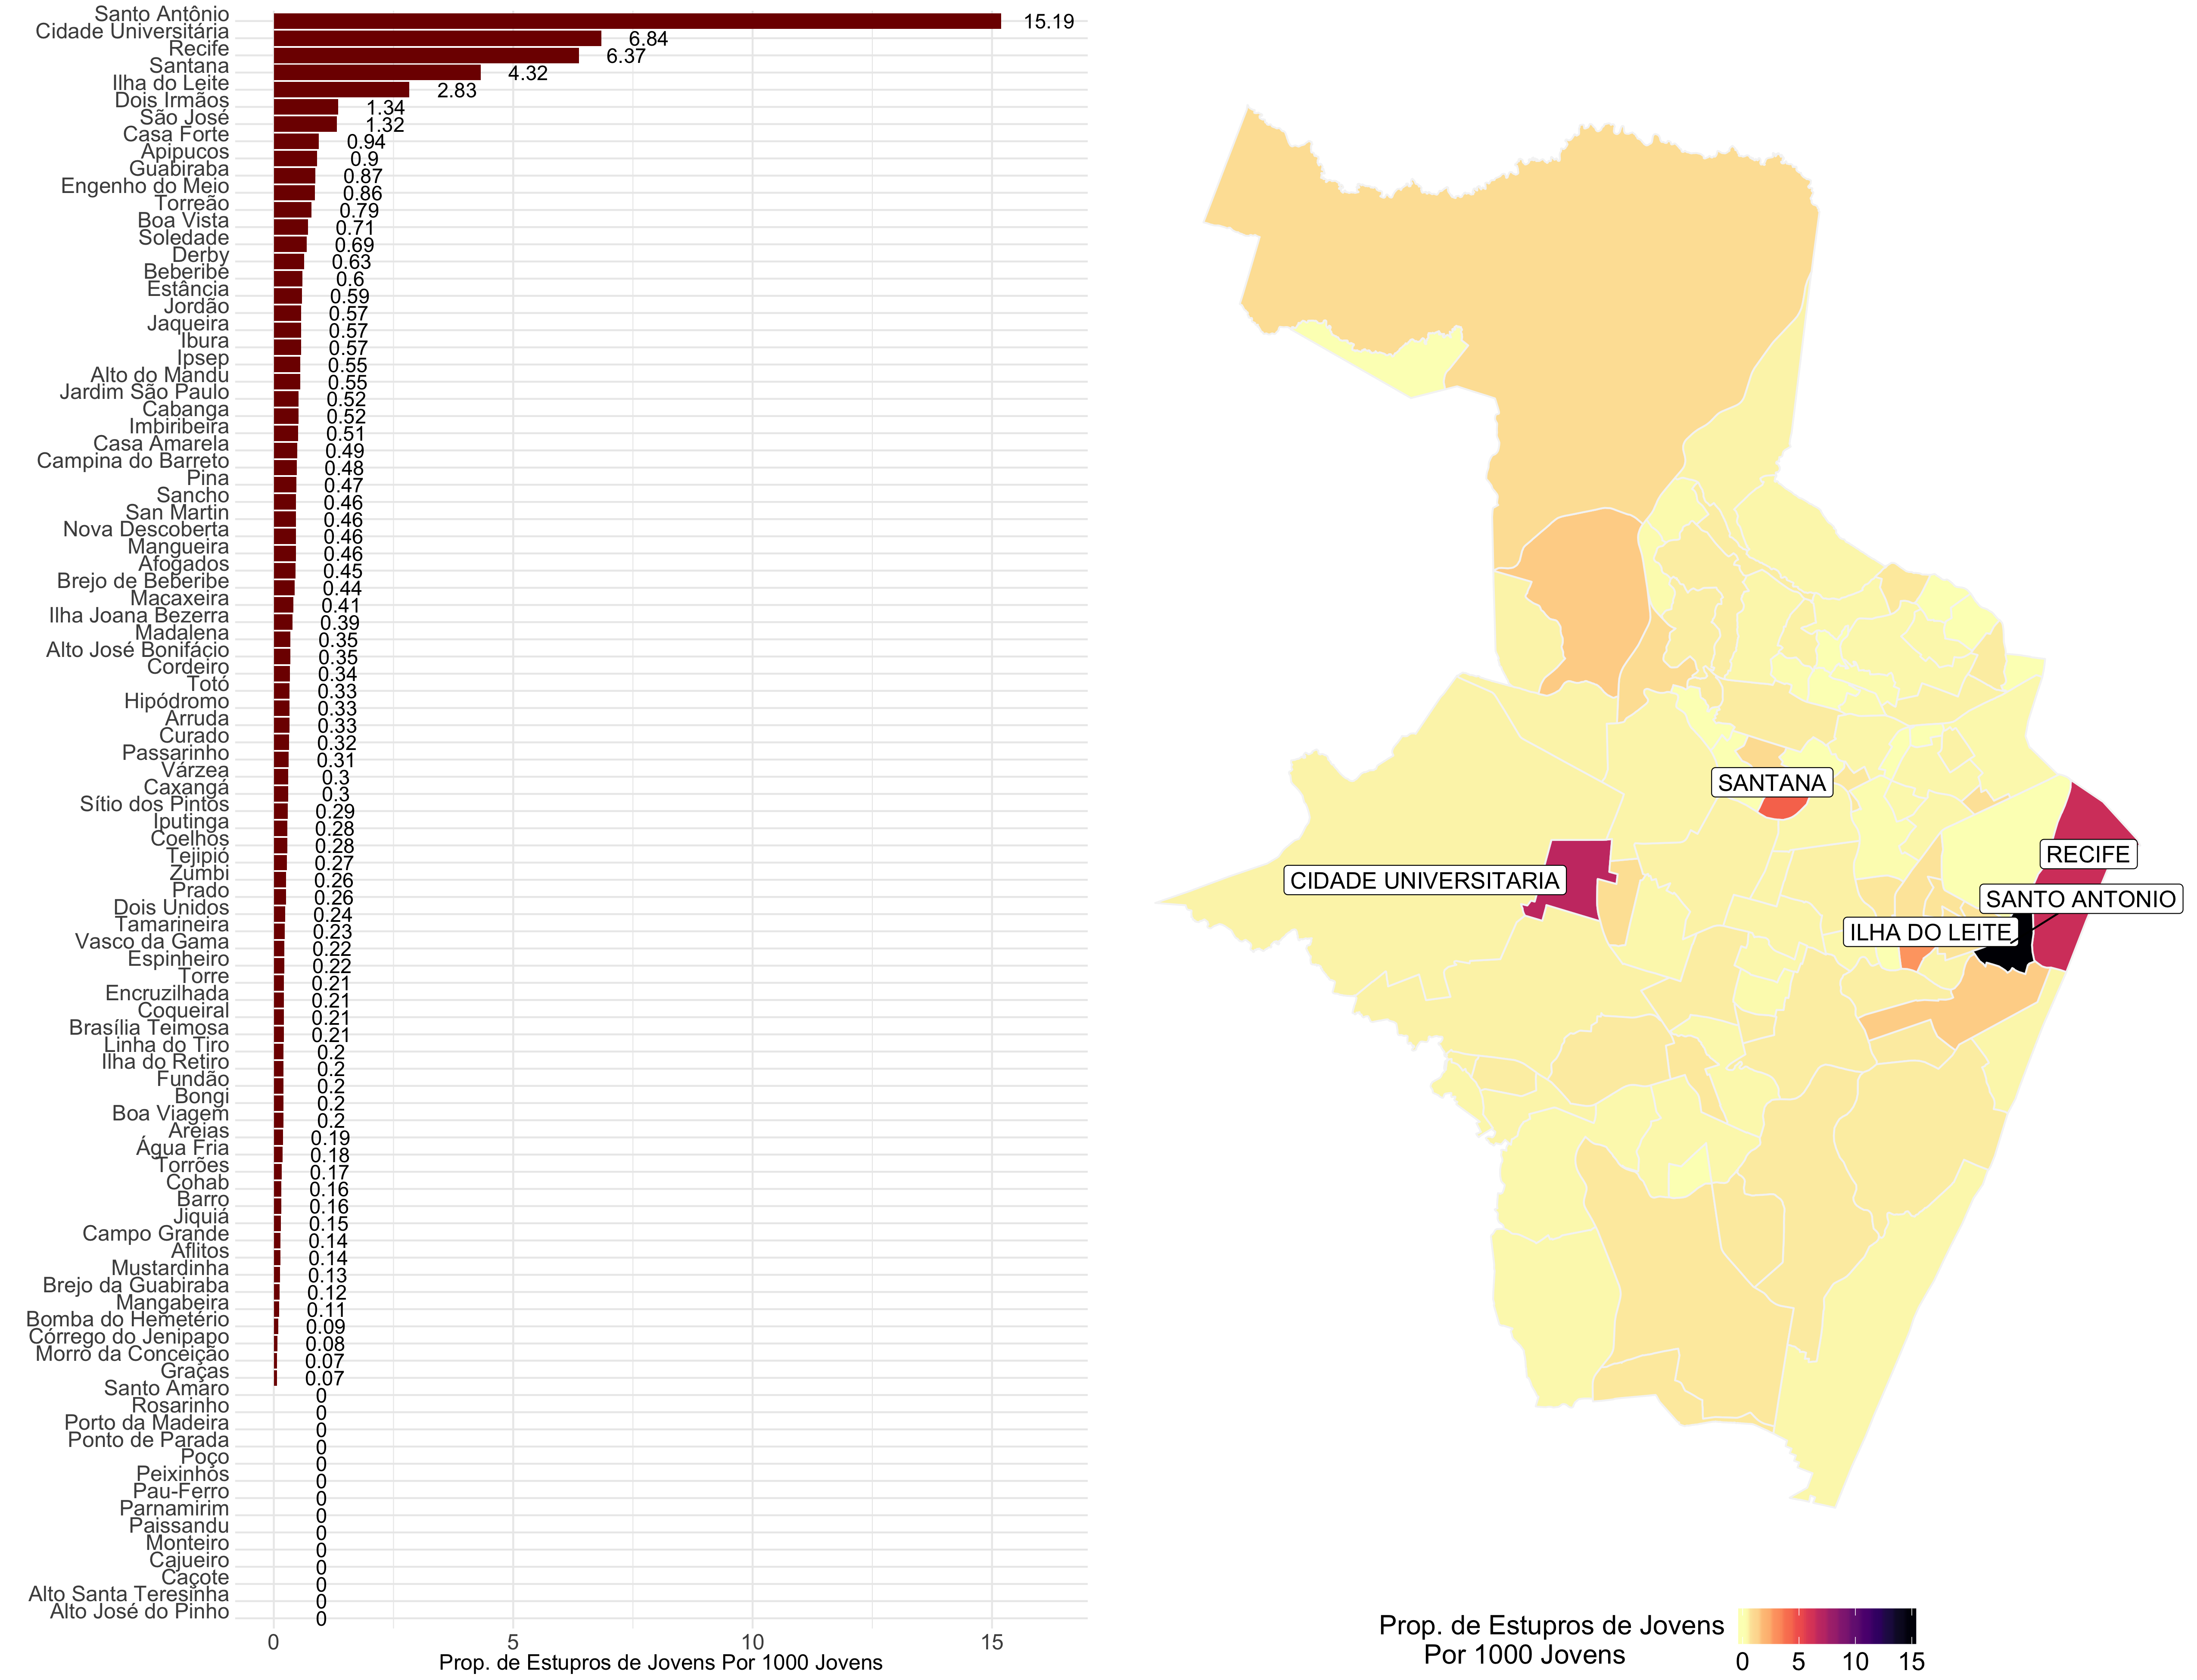 Santo Antônio 15.19
Cidade Universitária 6.84
Recife 6.37
Santana 4.32
Ilha do Leite 2.83
Dois Irmãos 1.34
São José 1.32
Casa Forte 0.94
Apipucos 0.9
Guabiraba 0.87
Engenho do Meio 0.86
Torreão 0.79
Boa Vista 0.71
Soledade 0.69
Derby 0.63
Beberibe 0.6
Estância 0.59
Jordão 0.57
Jaqueira 0.57
Ibura 0.57
Ipsep 0.55
Alto do Mandu 0.55
Jardim São Paulo 0.52
Cabanga 0.52
Imbiribeira 0.51
Casa Amarela 0.49
Campina do Barreto 0.48
Pina 0.47
Sancho 0.46
San Martin 0.46
Nova Descoberta 0.46
Mangueira 0.46
Afogados 0.45
Brejo de Beberibe 0.44
Macaxeira 0.41
Ilha Joana Bezerra 0.39
Madalena 0.35
Alto José Bonifácio 0.35
Cordeiro 0.34
Totó 0.33
Hipódromo 0.33
Arruda 0.33
Curado 0.32
Passarinho 0.31
Várzea 0.3
Caxangá 0.3
Sítio dos Pintos 0.29
Iputinga 0.28
Coelhos 0.28
Tejipió 0.27
Zumbi 0.26
Prado 0.26
Dois Unidos 0.24
Tamarineira 0.23
Vasco da Gama 0.22
Espinheiro 0.22
Torre 0.21
Encruzilhada 0.21
Coqueiral 0.21
Brasília Teimosa 0.21
Linha do Tiro 0.2
Ilha do Retiro 0.2
Fundão 0.2
Bongi 0.2
Boa Viagem 0.2
Areias 0.19
Água Fria 0.18
Torrões 0.17
Cohab 0.16
Barro 0.16
Jiquiá 0.15
Campo Grande 0.14
Aflitos 0.14
Mustardinha 0.13
Brejo da Guabiraba 0.12
Mangabeira 0.11
Bomba do Hemetério 0.09
Córrego do Jenipapo 0.08
Morro da Conceição 0.07
Graças 0.07
Santo Amaro 0
Rosarinho 0
Porto da Madeira 0
Ponto de Parada 0
Poço 0
Peixinhos 0
Pau-Ferro 0
Parnamirim 0
Paissandu 0
Monteiro 0
Cajueiro 0
Caçote 0
Alto Santa Teresinha 0
Alto José do Pinho 0
0 5 10 15
Prop. de Estupros de Jovens Por 1000 Jovens
SANTANA
RECIFE
CIDADE UNIVERSITARIA
SANTO ANTONIO
ILHA DO LEITE
Prop. de Estupros de Jovens
Por 1000 Jovens
0 5 10 15